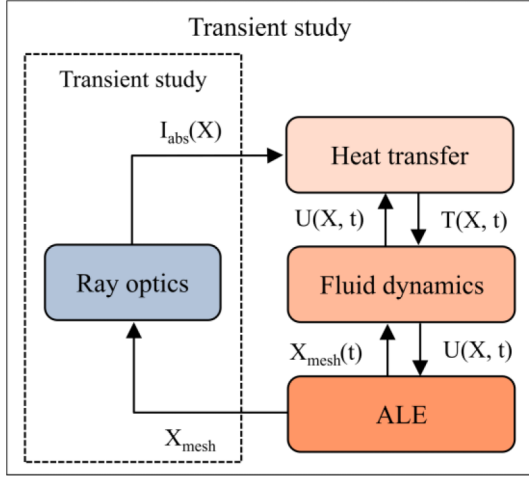 Transient study
Transient study
I_abs(X)
Heat transfer
U(X, t)
T(X, t)
Ray optics
Fluid dynamics
X_mesh(t)
U(X, t)
ALE
X_mesh